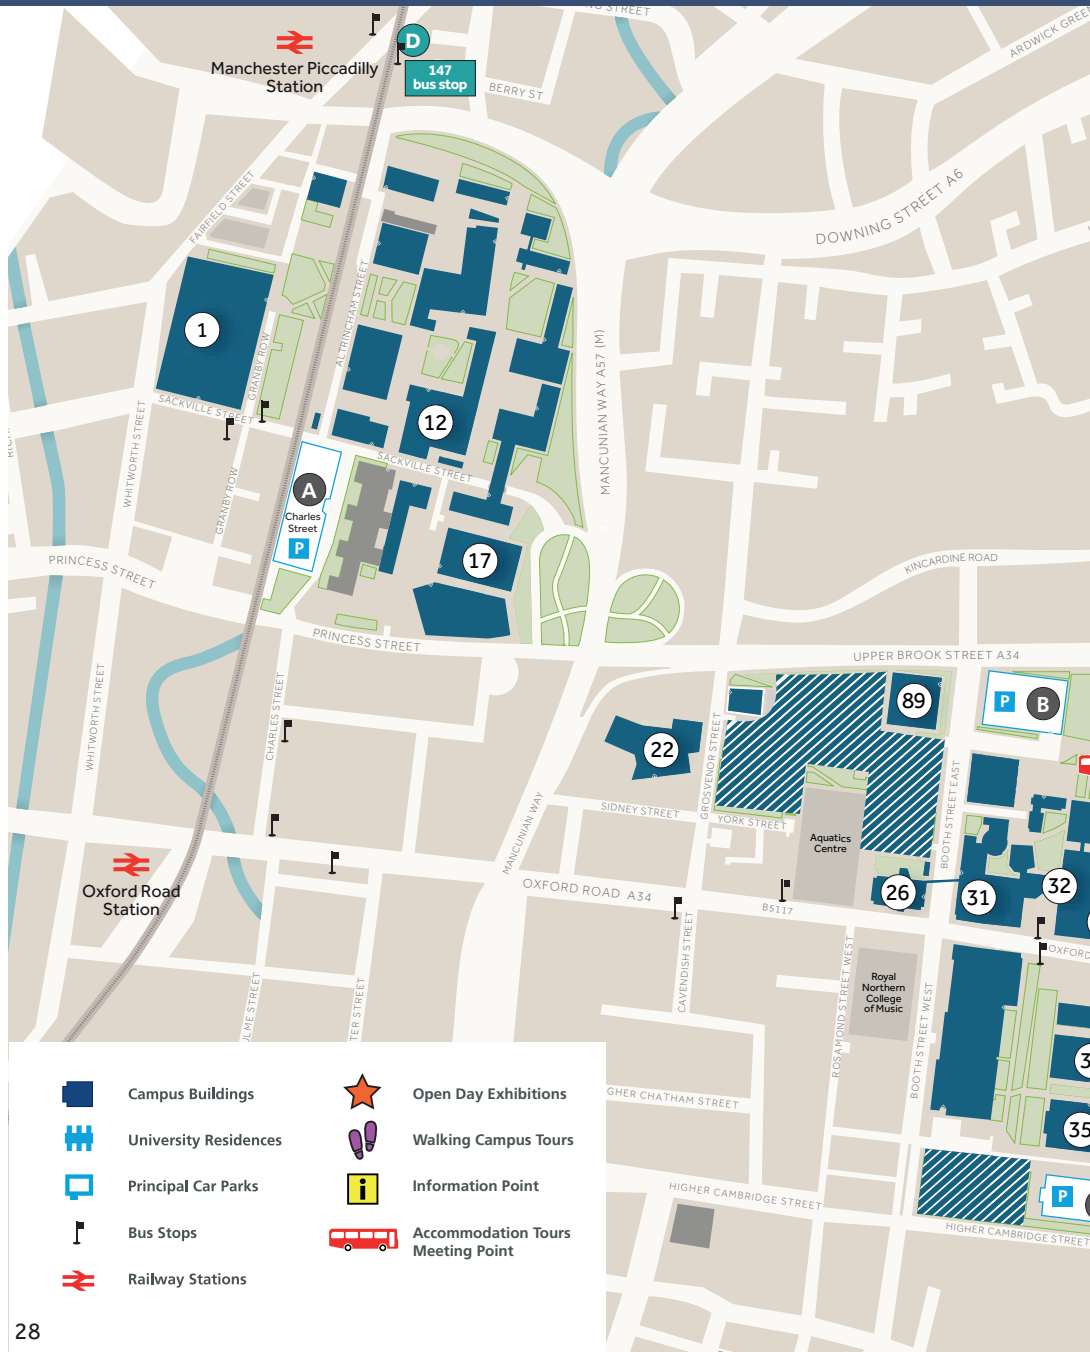 ARDWICK GREEN
D
147
bus stop
Manchester Piccadilly
Station
BERRY ST
FAIRFIELD STREET
DOWNING STREET A6
ALTRINCHAM STREET
1
GRANBY ROW
MANCUNIAN WAY A57 (M)
SACKVILLE STREET
WHITWORTH STREET
12
SACKVILLE STREET
GRANBY ROW
A
Charles
Street
P
17
PRINCESS STREET
KINCARDINE ROAD
PRINCESS STREET
UPPER BROOK STREET A34
WHITWORTH STREET
CHARLES STREET
GROSVENOR STREET
89
P
B
22
SIDNEY STREET
YORK STREET
BOOTH STREET EAST
MANCUNIAN WAY
Aquatics
Centre
Oxford Road
Station
OXFORD ROAD A34
B5117
26
31
32
OXFORD
CAVENDISH STREET
ROSAMOND STREET WEST
Royal
Northern
College
of Music
BOOTH STREET WEST
35
HIGHER CAMBRIDGE STREET
P
HIGHER CAMBRIDGE STREET
Campus Buildings
University Residences
Principal Car Parks
Bus Stops
Railway Stations
Open Day Exhibitions
Walking Campus Tours
i
Information Point
Accommodation Tours
Meeting Point
28